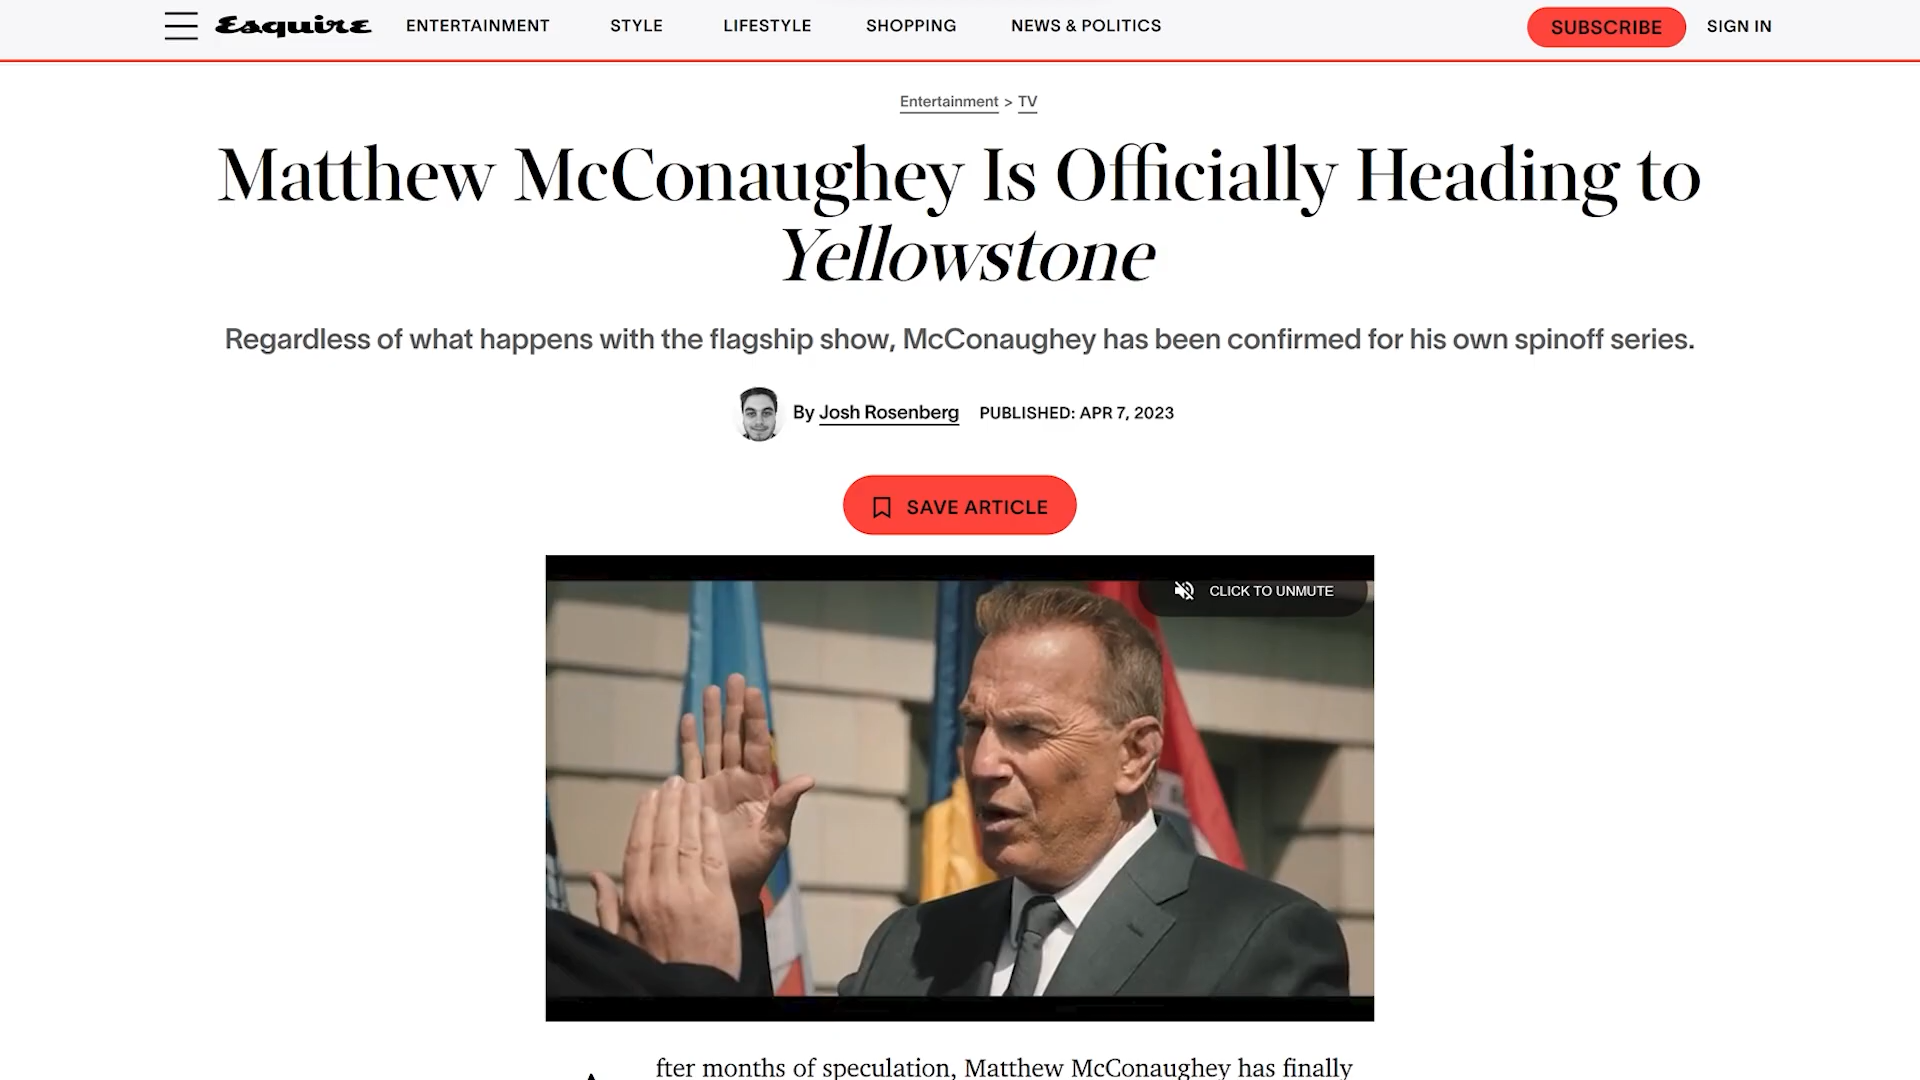 Esquire ENTERTAINMENT STYLE LIFESTYLE SHOPPING NEWS & POLITICS SUBSCRIBE SIGN IN
Entertainment > TV
Matthew McConaughey Is Officially Heading to
Yellowstone
Regardless of what happens with the flagship show, McConaughey has been confirmed for his own spinoff series.
By Josh Rosenberg PUBLISHED: APR 7, 2023
SAVE ARTICLE
CLICK TO UNMUTE
fter months of speculation, Matthew McConaughey has finally